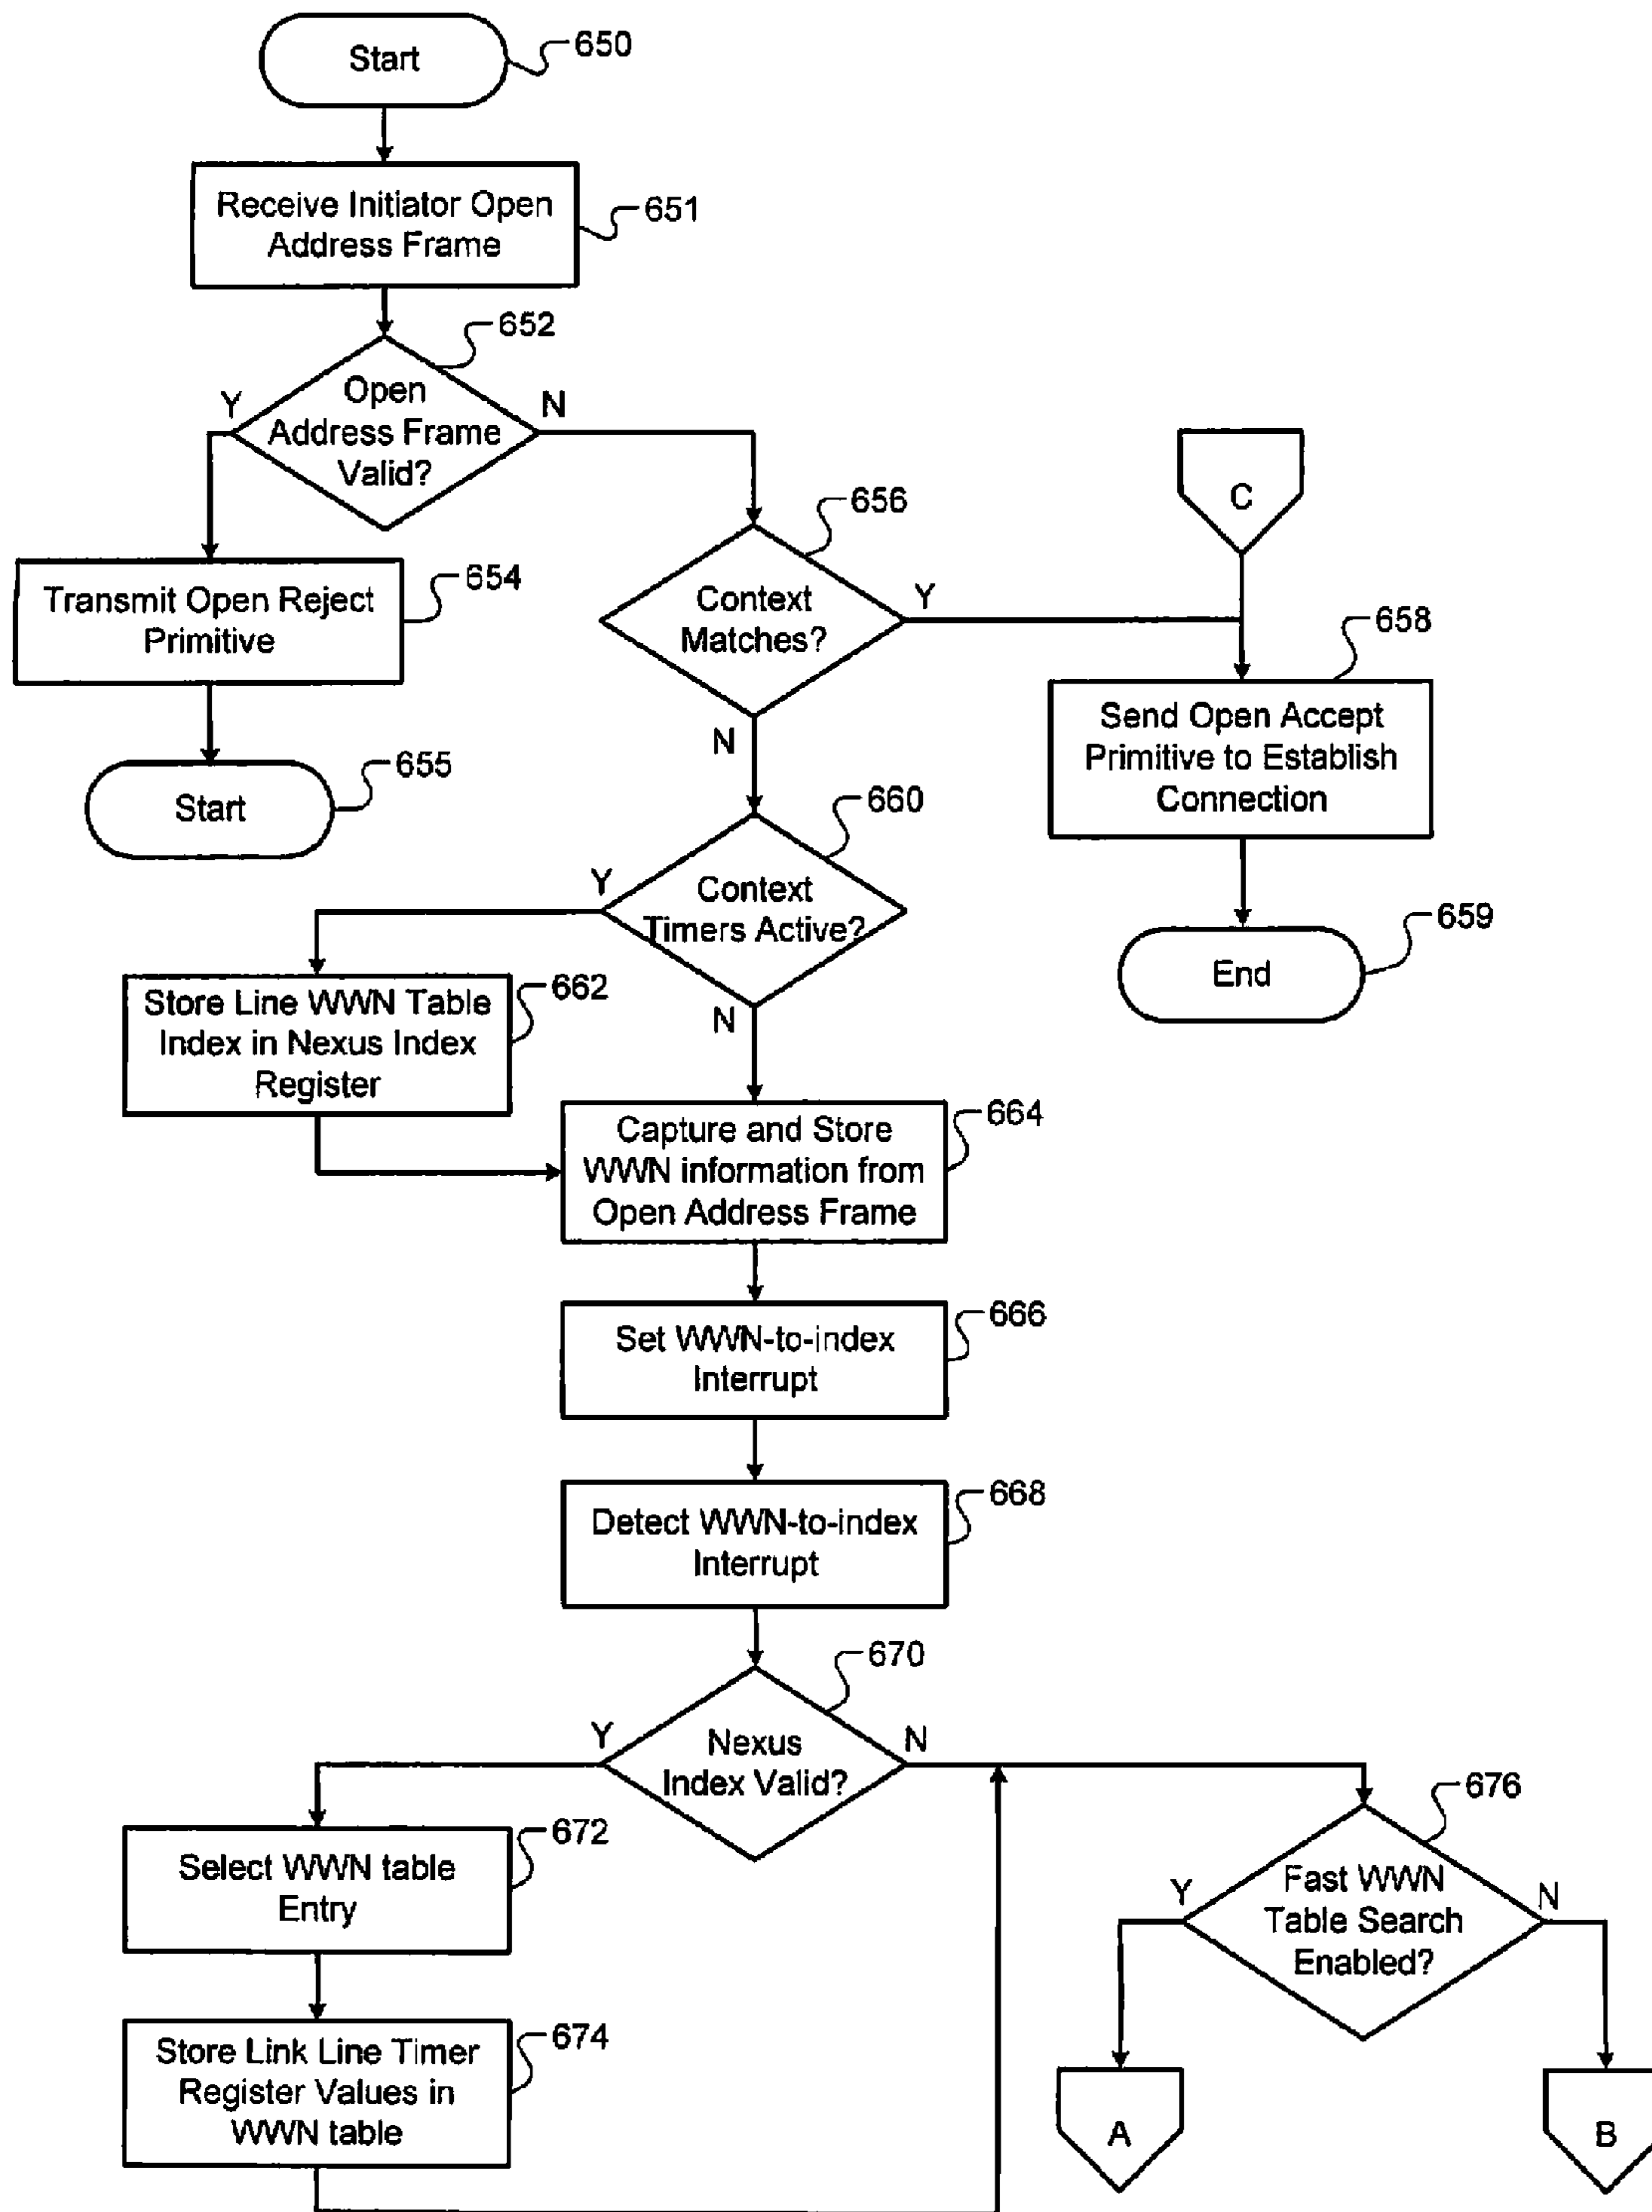 Start
650
Receive Initiator Open
Address Frame
651
652
Open
Address Frame
Valid?
Y
N
Transmit Open Reject
Primitive
654
Start
655
656
Context
Matches?
Y
N
C
658
Send Open Accept
Primitive to Establish
Connection
End
659
660
Context
Timers Active?
Y
N
Store Line WWN Table
Index in Nexus Index
Register
662
Capture and Store
WWN information from
Open Address Frame
664
Set WWN-to-index
Interrupt
666
Detect WWN-to-index
Interrupt
668
670
Nexus
Index Valid?
Y
N
Select WWN table
Entry
672
Store Link Line Timer
Register Values in
WWN table
674
676
Fast WWN
Table Search
Enabled?
Y
N
A
B